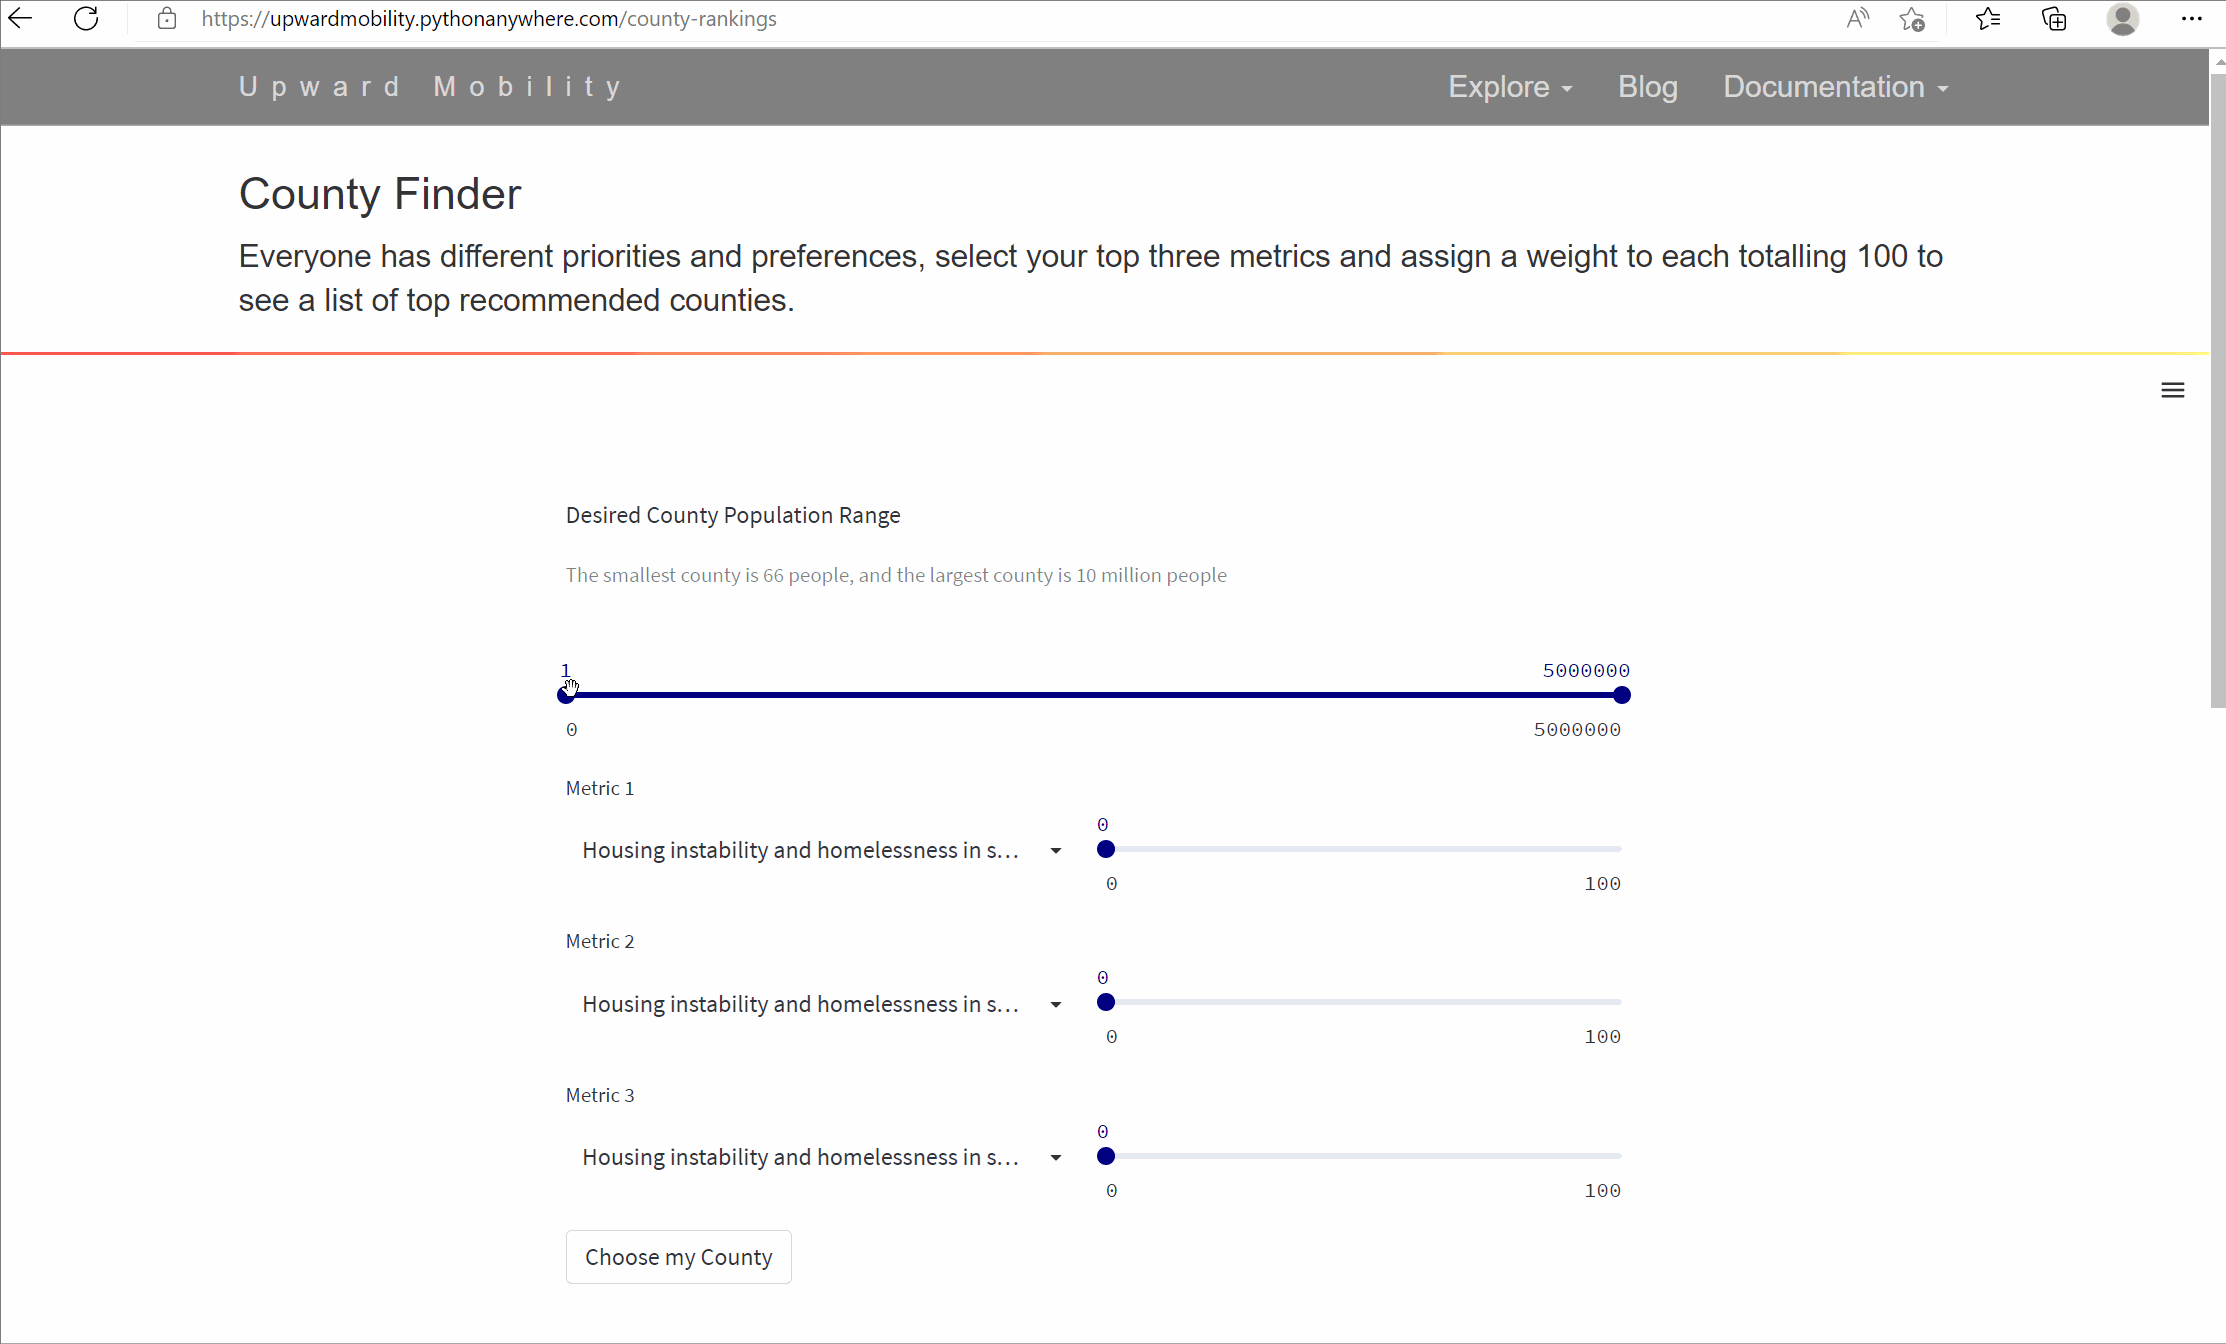 https://upwardmobility.pythonanywhere.com/county-rankings
Upward Mobility
Explore
Blog
Documentation
County Finder
Everyone has different priorities and preferences, select your top three metrics and assign a weight to each totalling 100 to
see a list of top recommended counties.
Desired County Population Range
The smallest county is 66 people, and the largest county is 10 million people
1
5000000
0
5000000
Metric 1
0
Housing instability and homelessness in s...
0
100
Metric 2
0
Housing instability and homelessness in s...
0
100
Metric 3
0
Housing instability and homelessness in s...
0
100
Choose my County